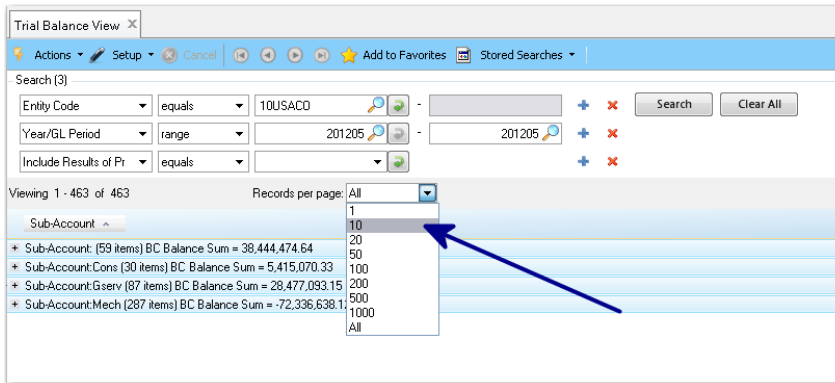 Trial Balance View
Actions Setup Cancel Add to Favorites Stored Searches
Search (3)
Entity Code equals 10USACO - Search Clear All
Year/GL Period range 201205 - 201205
Include Results of Pr equals
Viewing 1 - 463 of 463 Records per page: All
1
Sub-Account
10
20
Sub-Account: (59 items) BC Balance Sum = 38,444,474.64
50
Sub-Account:Cons (30 items) BC Balance Sum = 5,415,070.33
100
Sub-Account:Gserv (87 items) BC Balance Sum = 28,477,093.15
200
500
Sub-Account:Mech (287 items) BC Balance Sum = -72,336,638.12
1000
All